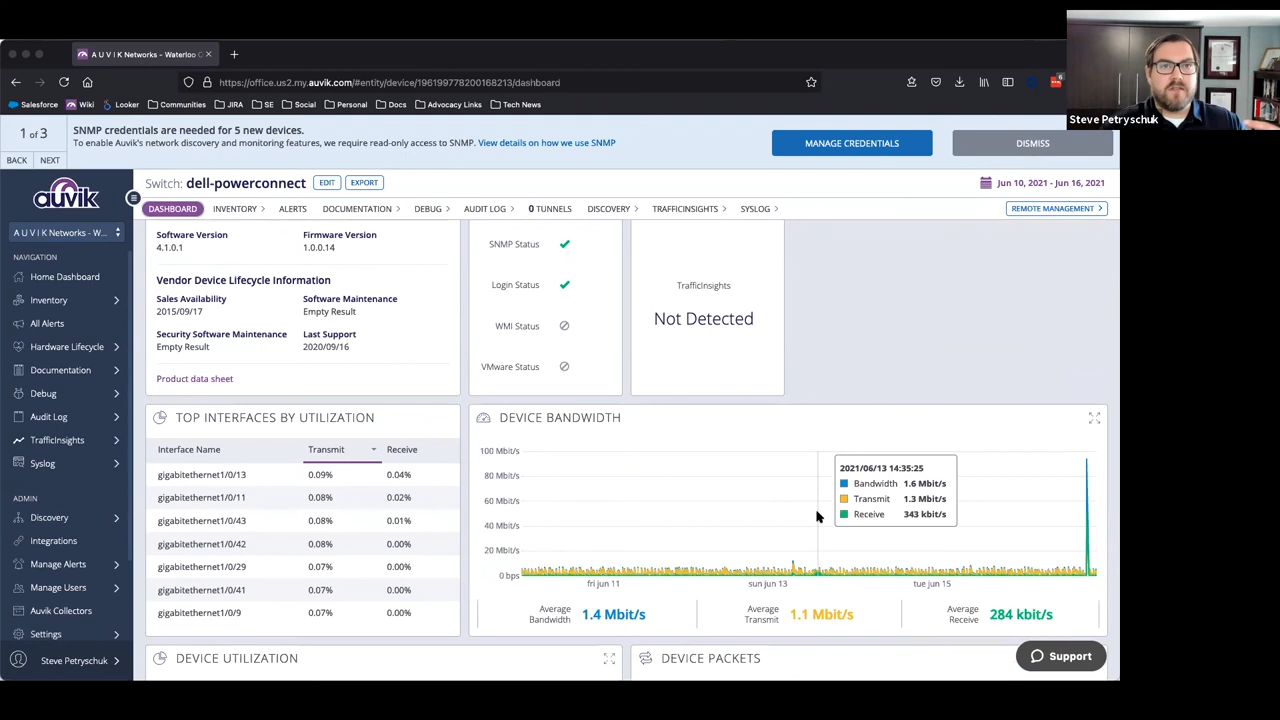 A U V I K Networks - Waterloo
https://office.us2.my.auvik.com/#entity/device/196199778200168213/dashboard
6
Salesforce
Wiki
Looker
Communities
JIRA
SE
Social
Personal
Docs
Advocacy Links
Tech News
Steve Petryschuk
1 of 3
BACK
NEXT
SNMP credentials are needed for 5 new devices.
To enable Auvik's network discovery and monitoring features, we require read-only access to SNMP. View details on how we use SNMP
MANAGE CREDENTIALS
DISMISS
auvik
A U V I K Networks - W...
NAVIGATION
Home Dashboard
Inventory
All Alerts
Hardware Lifecycle
Documentation
Debug
Audit Log
TrafficInsights
Syslog
ADMIN
Discovery
Integrations
Manage Alerts
Manage Users
Auvik Collectors
Settings
Steve Petryschuk
Switch: dell-powerconnect
EDIT
EXPORT
Jun 10, 2021 - Jun 16, 2021
DASHBOARD
INVENTORY
ALERTS
DOCUMENTATION
DEBUG
AUDIT LOG
0 TUNNELS
DISCOVERY
TRAFFICINSIGHTS
SYSLOG
REMOTE MANAGEMENT
Software Version
4.1.0.1
Firmware Version
1.0.0.14
Vendor Device Lifecycle Information
Sales Availability
2015/09/17
Software Maintenance
Empty Result
Security Software Maintenance
Empty Result
Last Support
2020/09/16
Product data sheet
SNMP Status
Login Status
WMI Status
VMware Status
TrafficInsights
Not Detected
TOP INTERFACES BY UTILIZATION
Interface Name Transmit Receive
gigabitethernet1/0/13 0.09% 0.04%
gigabitethernet1/0/11 0.08% 0.02%
gigabitethernet1/0/43 0.08% 0.01%
gigabitethernet1/0/42 0.08% 0.00%
gigabitethernet1/0/29 0.07% 0.00%
gigabitethernet1/0/41 0.07% 0.00%
gigabitethernet1/0/9 0.07% 0.00%
DEVICE BANDWIDTH
100 Mbit/s
80 Mbit/s
60 Mbit/s
40 Mbit/s
20 Mbit/s
0 bps
fri jun 11
sun jun 13
tue jun 15
2021/06/13 14:35:25
Bandwidth 1.6 Mbit/s
Transmit 1.3 Mbit/s
Receive 343 kbit/s
Average Bandwidth 1.4 Mbit/s
Average Transmit 1.1 Mbit/s
Average Receive 284 kbit/s
DEVICE UTILIZATION
DEVICE PACKETS
Support